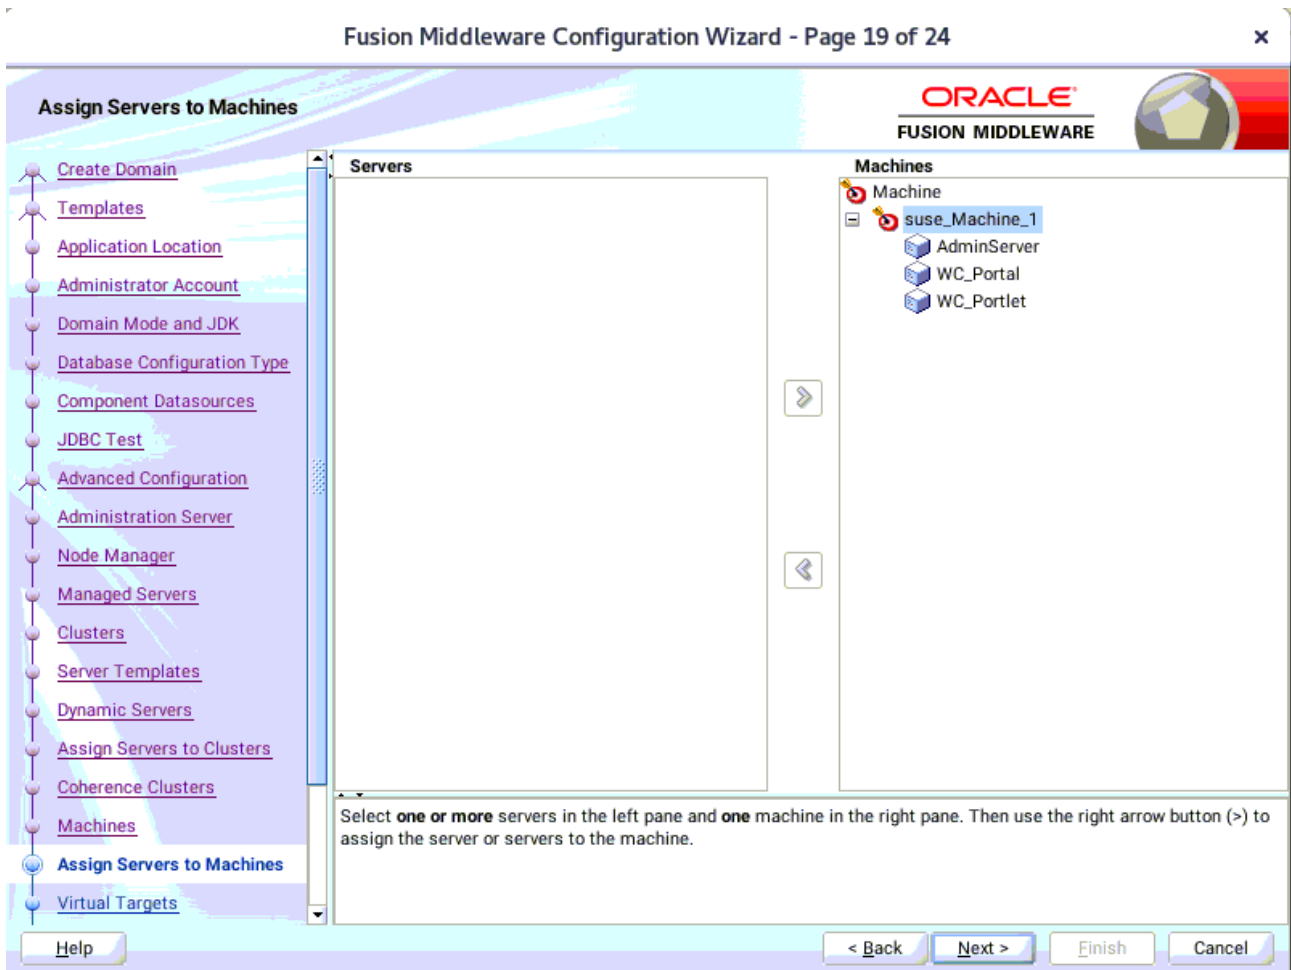 Fusion Middleware Configuration Wizard - Page 19 of 24
Assign Servers to Machines
ORACLE
FUSION MIDDLEWARE
Create Domain
Templates
Application Location
Administrator Account
Domain Mode and JDK
Database Configuration Type
Component Datasources
JDBC Test
Advanced Configuration
Administration Server
Node Manager
Managed Servers
Clusters
Server Templates
Dynamic Servers
Assign Servers to Clusters
Coherence Clusters
Machines
Assign Servers to Machines
Virtual Targets
Servers
Machines
Machine
suse_Machine_1
AdminServer
WC_Portal
WC_Portlet
Select one or more servers in the left pane and one machine in the right pane. Then use the right arrow button (>) to
assign the server or servers to the machine.
Help
< Back
Next >
Finish
Cancel